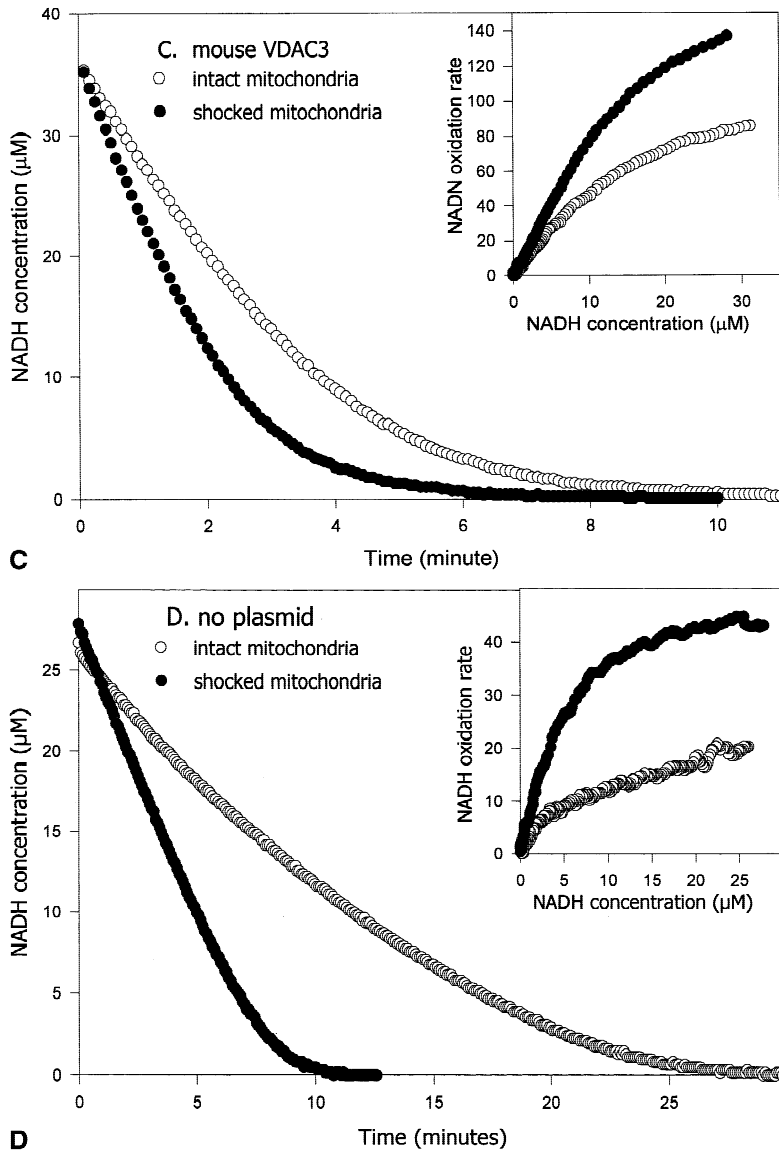 40
30
20
10
0
NADH concentration (µM)
C. mouse VDAC3
intact mitochondria
shocked mitochondria
140
120
100
80
60
40
20
0
NADN oxidation rate
0 10 20 30
NADH concentration (µM)
0 2 4 6 8 10
Time (minute)
C
25
20
15
10
5
0
NADH concentration (µM)
D. no plasmid
intact mitochondria
shocked mitochondria
40
30
20
10
0
NADH oxidation rate
0 5 10 15 20 25
NADH concentration (µM)
0 5 10 15 20 25
Time (minutes)
D